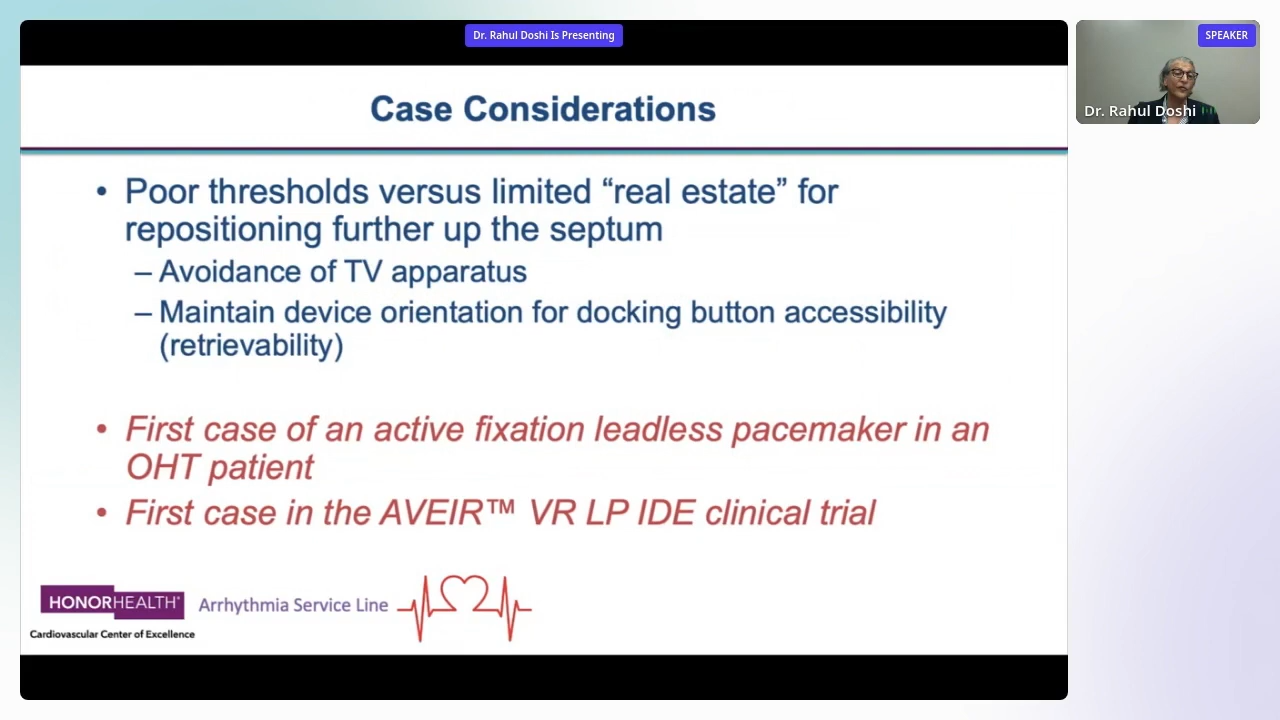 Dr. Rahul Doshi Is Presenting
SPEAKER
Dr. Rahul Doshi
Case Considerations
• Poor thresholds versus limited “real estate” for
repositioning further up the septum
– Avoidance of TV apparatus
– Maintain device orientation for docking button accessibility
(retrievability)
• First case of an active fixation leadless pacemaker in an
OHT patient
• First case in the AVEIR™ VR LP IDE clinical trial
HONORHEALTH®
Arrhythmia Service Line
Cardiovascular Center of Excellence